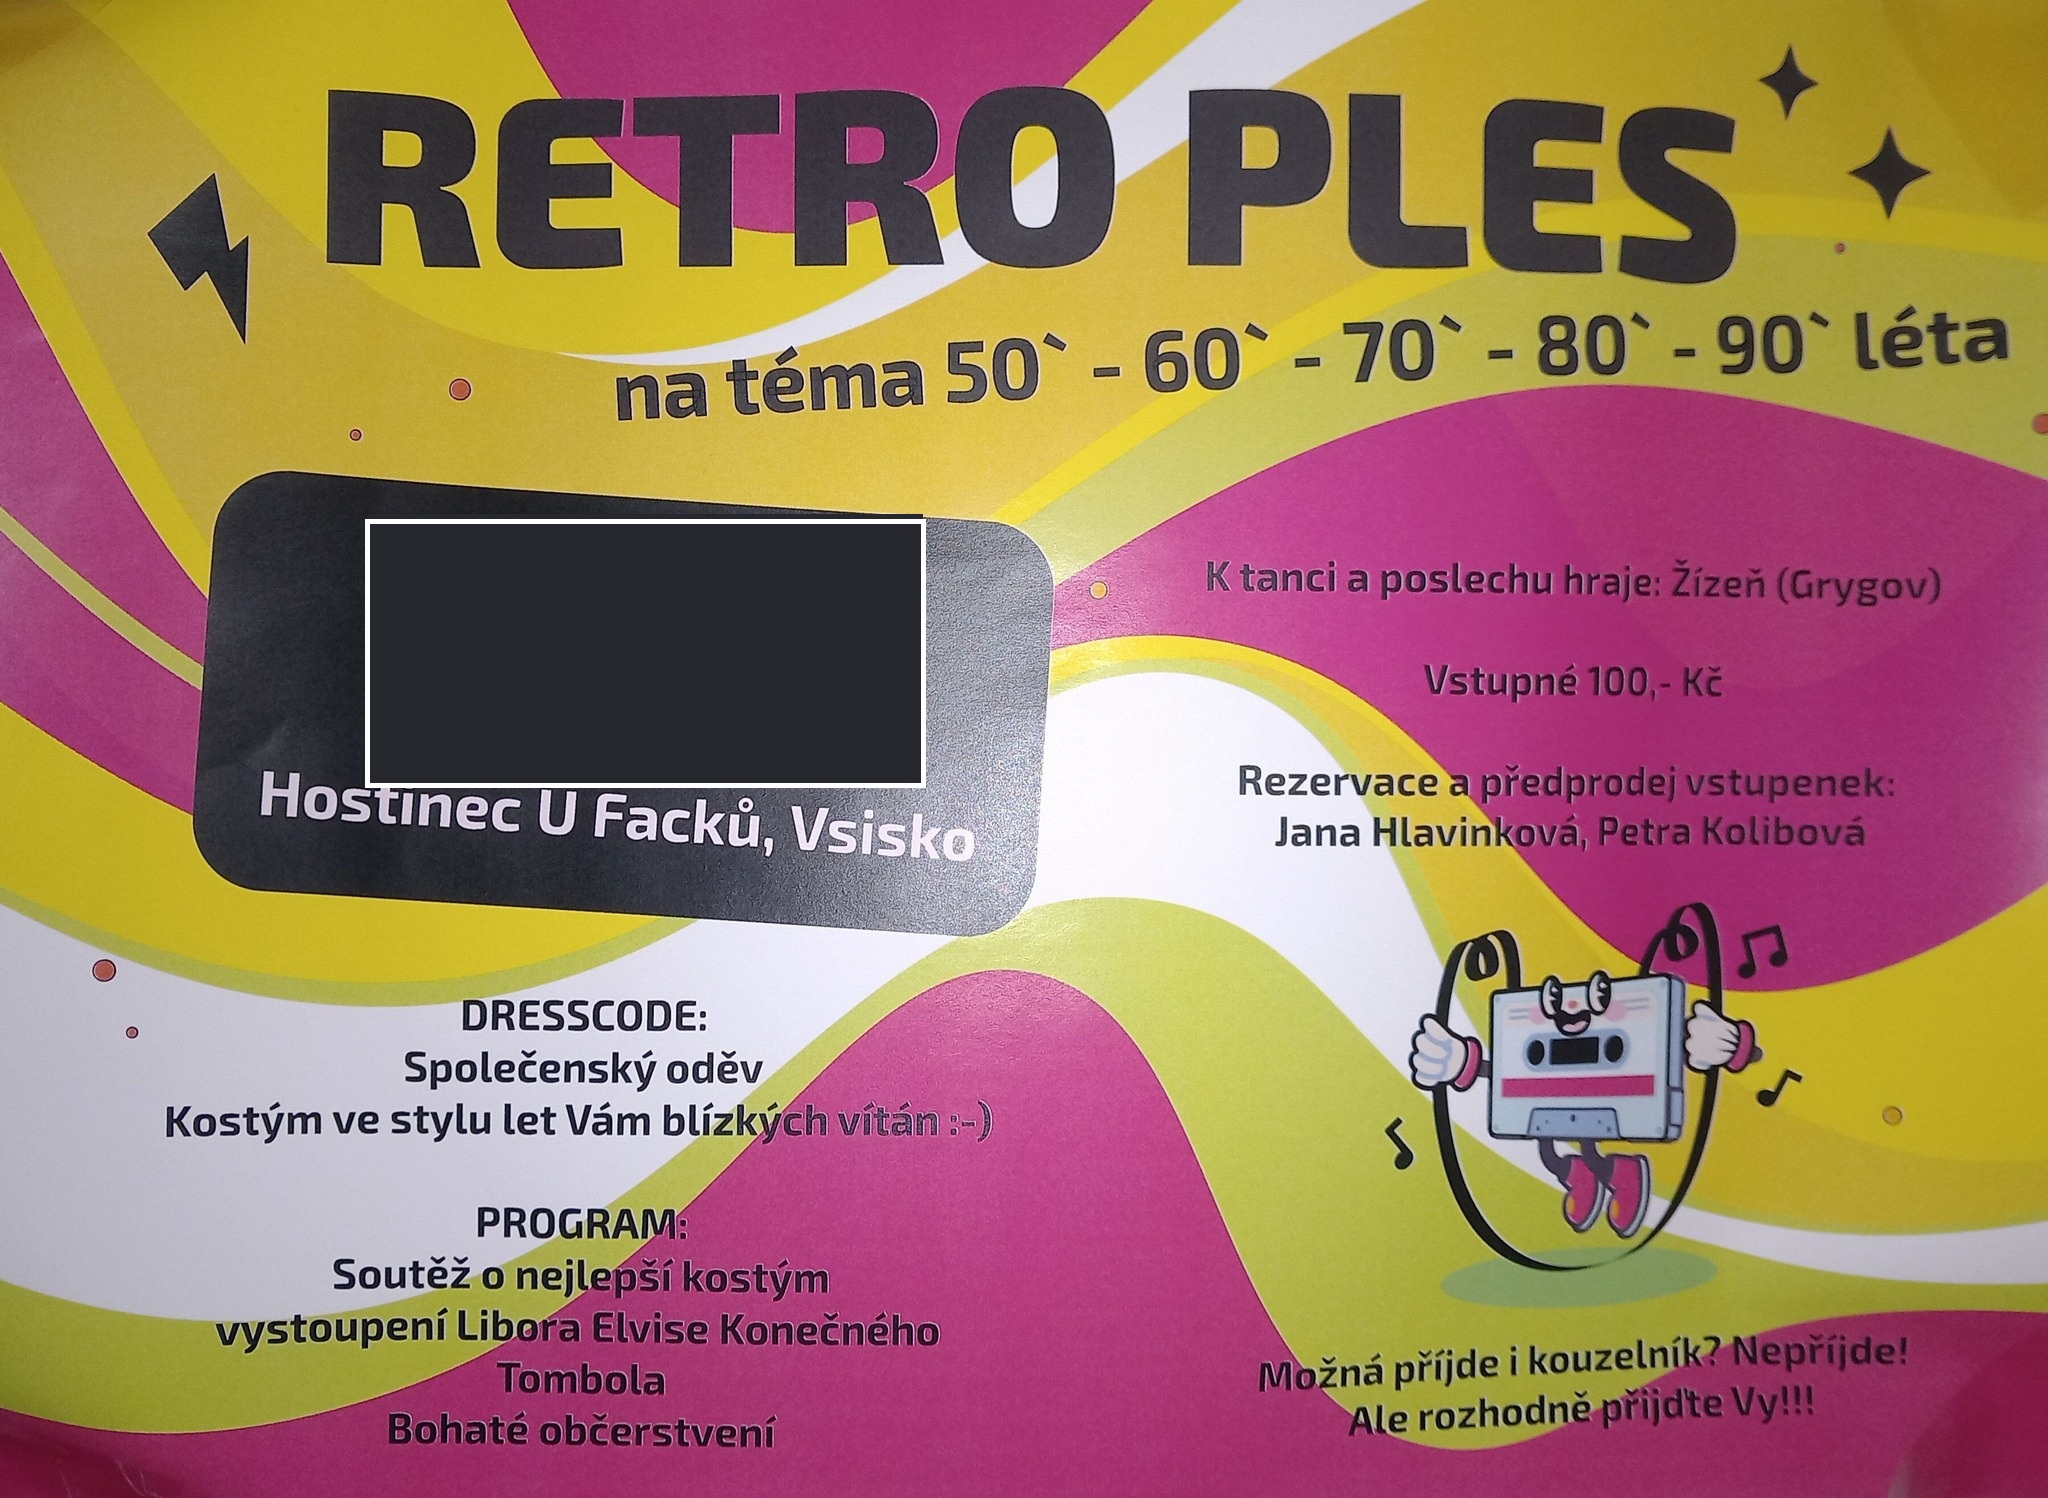 RETRO PLES
na téma 50` - 60` - 70` - 80` - 90` léta
Hostinec U Facků, Vsisko
K tanci a poslechu hraje: Žízeň (Grygov)
Vstupné 100,- Kč
Rezervace a předprodej vstupenek:
Jana Hlavinková, Petra Kolibová
DRESSCODE:
Společenský oděv
Kostým ve stylu let Vám blízkých vítán :-)
PROGRAM:
Soutěž o nejlepší kostým
vystoupení Libora Elvise Konečného
Tombola
Bohaté občerstvení
Možná příjde i kouzelník? Nepříjde!
Ale rozhodně přijďte Vy!!!